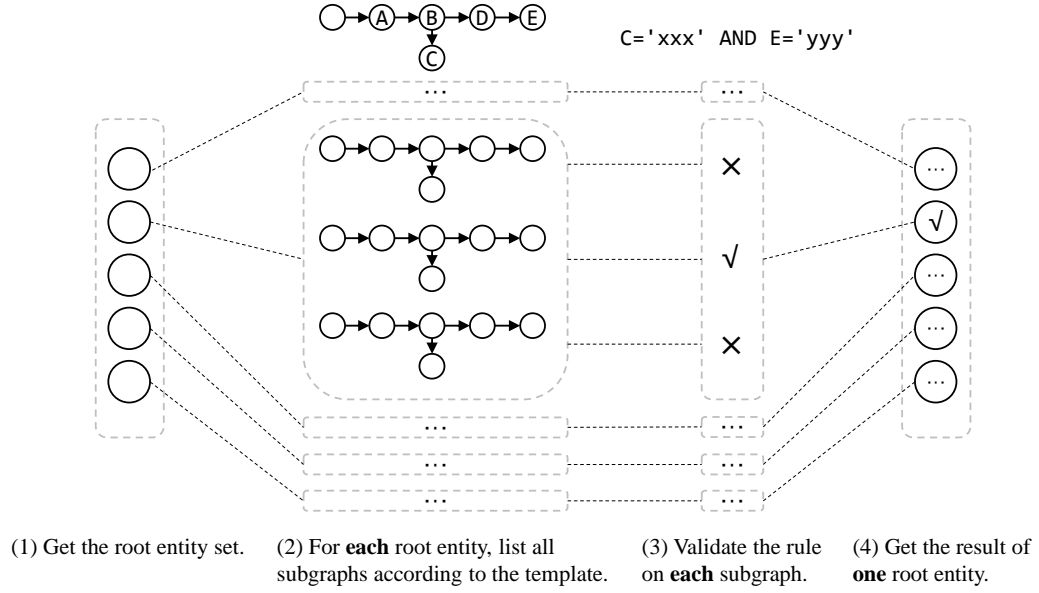 A B D E
C='xxx' AND E='yyy'
C
... ...
× ...
√
√ ...
...
× ...
... ...
... ...
... ...
(1) Get the root entity set.
(2) For each root entity, list all
subgraphs according to the template.
(3) Validate the rule
on each subgraph.
(4) Get the result of
one root entity.